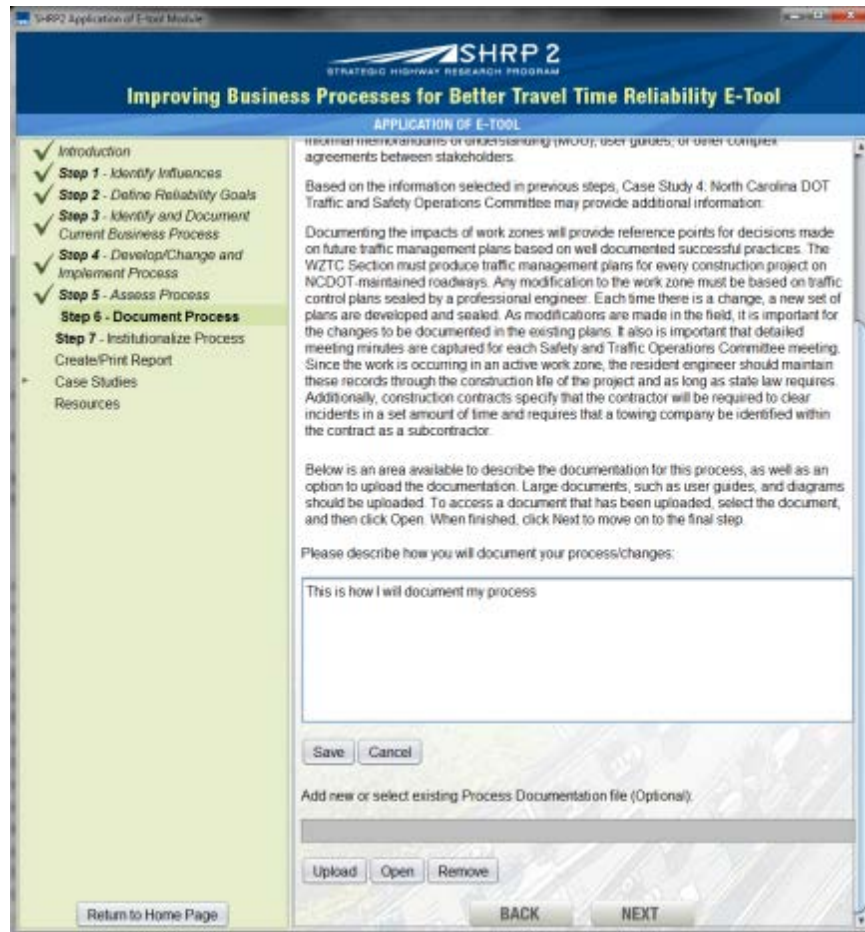 SHRP2 Application of E-tool Module
SHRP 2
STRATEGIC HIGHWAY RESEARCH PROGRAM
Improving Business Processes for Better Travel Time Reliability E-Tool
APPLICATION OF E-TOOL
Introduction
Step 1 - Identify Influences
Step 2 - Define Reliability Goals
Step 3 - Identify and Document
Current Business Process
Step 4 - Develop/Change and
Implement Process
Step 5 - Assess Process
Step 6 - Document Process
Step 7 - Institutionalize Process
Create/Print Report
Case Studies
Resources
Return to Home Page
informal memorandums of understanding (MOU), user guides, or other complex
agreements between stakeholders.
Based on the information selected in previous steps, Case Study 4: North Carolina DOT
Traffic and Safety Operations Committee may provide additional information:
Documenting the impacts of work zones will provide reference points for decisions made
on future traffic management plans based on well documented successful practices. The
WZTC Section must produce traffic management plans for every construction project on
NCDOT-maintained roadways. Any modification to the work zone must be based on traffic
control plans sealed by a professional engineer. Each time there is a change, a new set of
plans are developed and sealed. As modifications are made in the field, it is important for
the changes to be documented in the existing plans. It also is important that detailed
meeting minutes are captured for each Safety and Traffic Operations Committee meeting.
Since the work is occurring in an active work zone, the resident engineer should maintain
these records through the construction life of the project and as long as state law requires.
Additionally, construction contracts specify that the contractor will be required to clear
incidents in a set amount of time and requires that a towing company be identified within
the contract as a subcontractor.
Below is an area available to describe the documentation for this process, as well as an
option to upload the documentation. Large documents, such as user guides, and diagrams
should be uploaded. To access a document that has been uploaded, select the document,
and then click Open. When finished, click Next to move on to the final step.
Please describe how you will document your process/changes:
This is how I will document my process
Save Cancel
Add new or select existing Process Documentation file (Optional):
Upload Open Remove
BACK NEXT